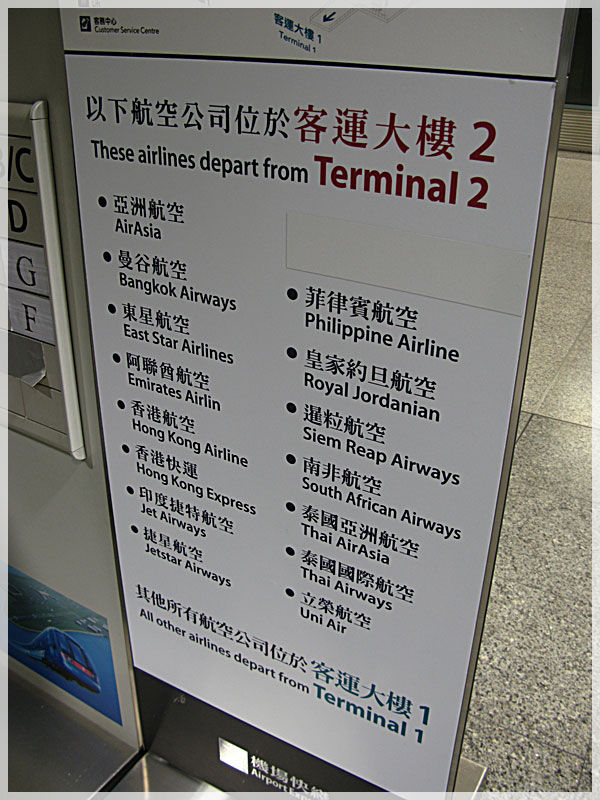 客務中心
Customer Service Centre
客運大樓 1
Terminal 1
以下航空公司位於客運大樓 2
These airlines depart from Terminal 2
亞洲航空
AirAsia
曼谷航空
Bangkok Airways
東星航空
East Star Airlines
阿聯酋航空
Emirates Airlin
香港航空
Hong Kong Airline
香港快運
Hong Kong Express
印度捷特航空
Jet Airways
捷星航空
Jetstar Airways
菲律賓航空
Philippine Airline
皇家約旦航空
Royal Jordanian
暹粒航空
Siem Reap Airways
南非航空
South African Airways
泰國亞洲航空
Thai AirAsia
泰國國際航空
Thai Airways
立榮航空
Uni Air
其他所有航空公司位於客運大樓 1
All other airlines depart from Terminal 1
機場快綫
Airport
/C
D
G
F